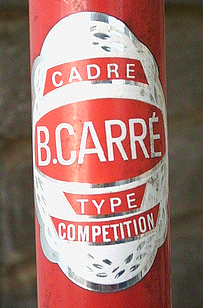 CADRE
B.CARRÉ
TYPE
COMPETITION